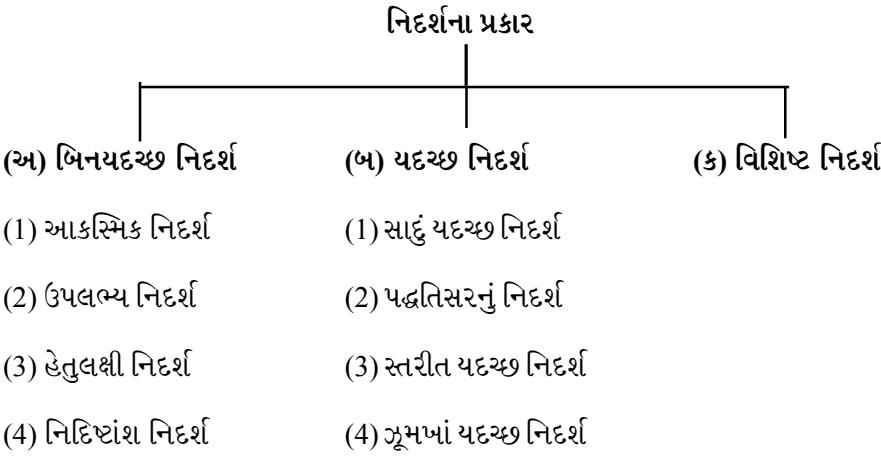 નિદર્શના પ્રકાર
(અ) બિનયદચ્છ નિદર્શ (બ) યદચ્છ નિદર્શ (ક) વિશિષ્ટ નિદર્શ
(1) આકસ્મિક નિદર્શ (1) સાદું યદચ્છ નિદર્શ
(2) ઉપલભ્ય નિદર્શ (2) પદ્ધતિસરનું નિદર્શ
(3) હેતુલક્ષી નિદર્શ (3) સ્તરીત યદચ્છ નિદર્શ
(4) નિદિષ્ટાંશ નિદર્શ (4) ઝૂમખાં યદચ્છ નિદર્શ